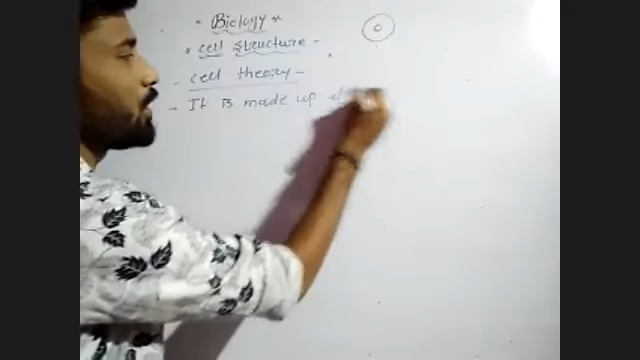 * Biology *
* cell structure -
- cell theory -
- It is made up